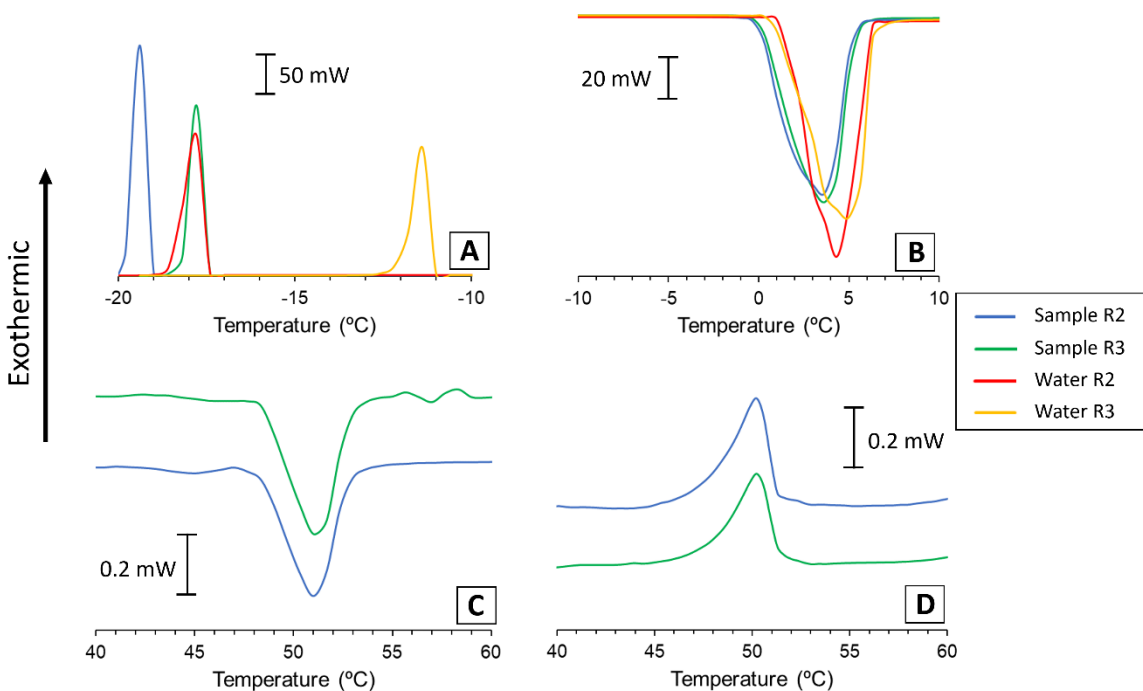 50 mW
A
-20
-15
-10
Temperature (ºC)
20 mW
B
-10
-5
0
5
10
Temperature (ºC)
Exothermic
Sample R2
Sample R3
Water R2
Water R3
0.2 mW
C
40
45
50
55
60
Temperature (ºC)
0.2 mW
D
40
45
50
55
60
Temperature (ºC)